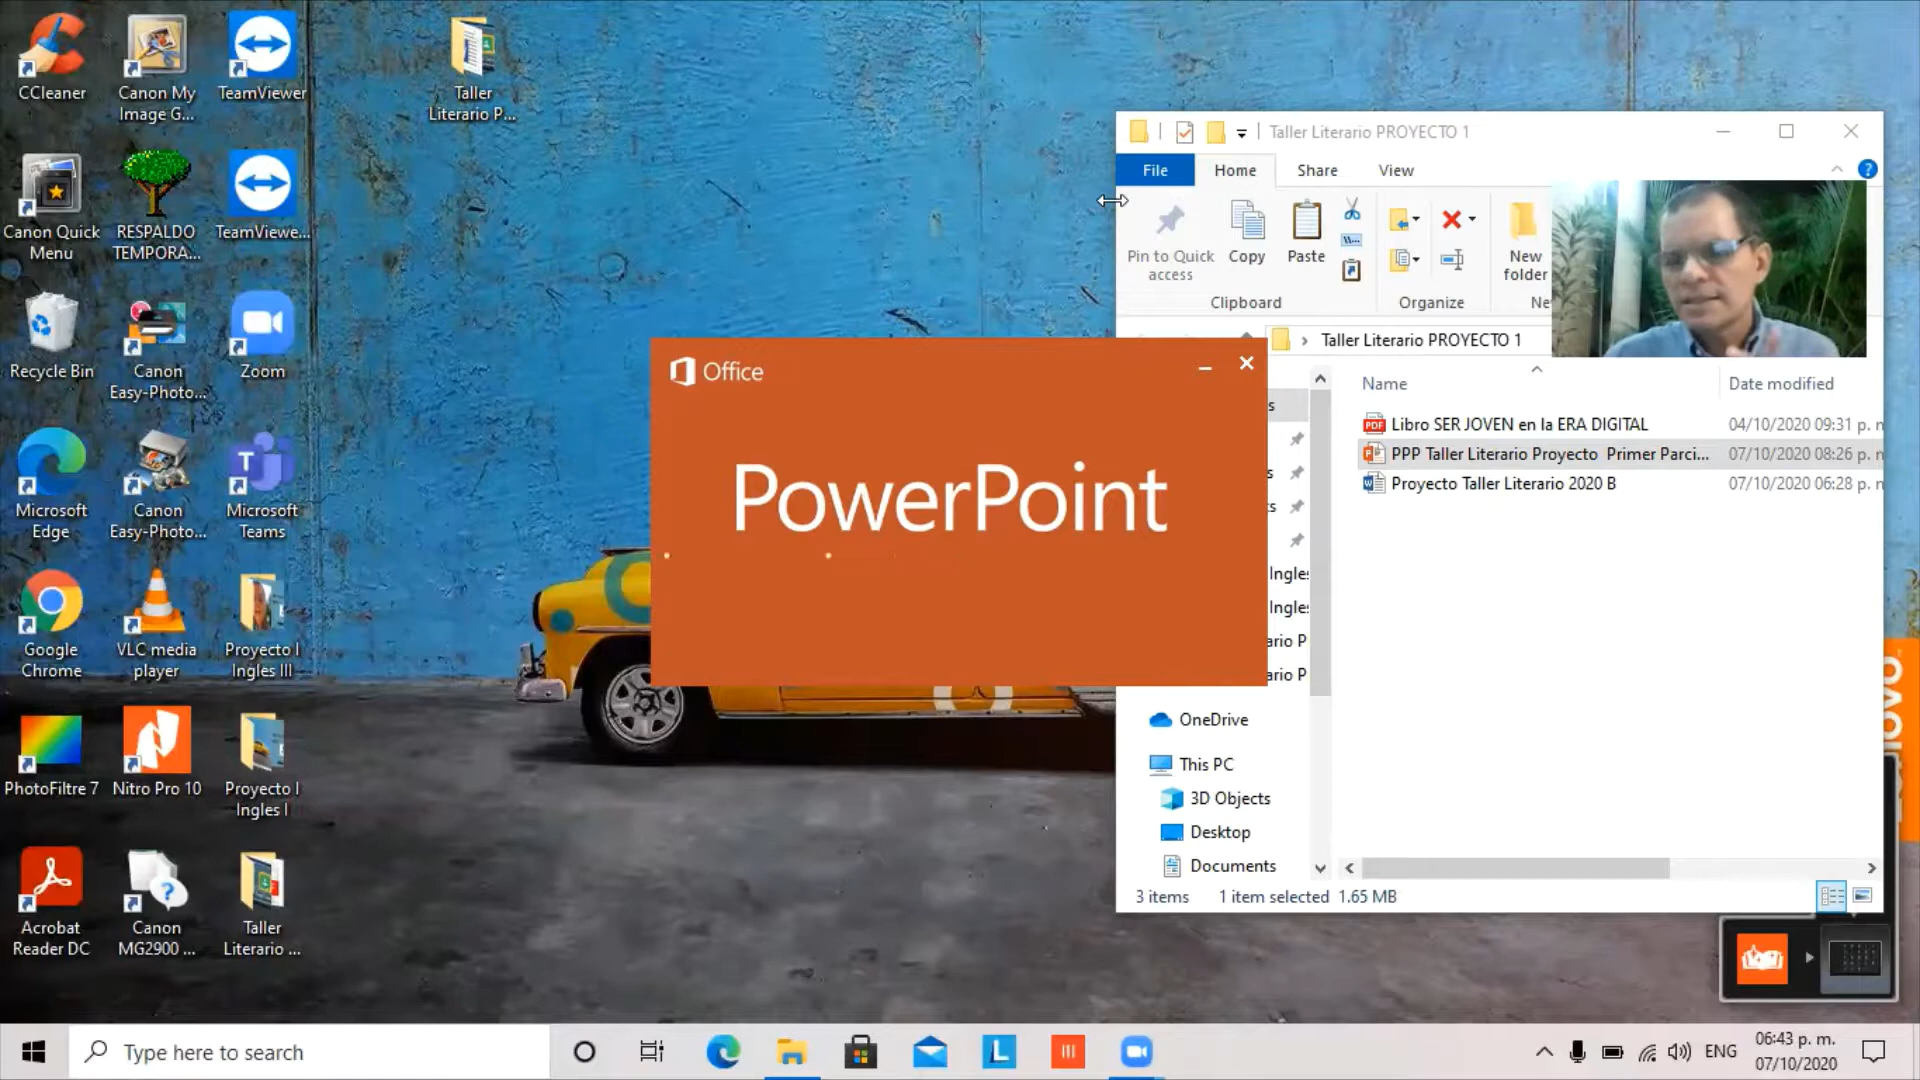 CCleaner
Canon My
Image G...
TeamViewer
Taller
Literario P...
Canon Quick
Menu
RESPALDO
TEMPORA...
TeamViewe...
Recycle Bin
Canon
Easy-Photo...
Zoom
Microsoft
Edge
Canon
Easy-Photo...
Microsoft
Teams
Google
Chrome
VLC media
player
Proyecto I
Ingles III
PhotoFiltre 7
Nitro Pro 10
Proyecto I
Ingles I
Acrobat
Reader DC
Canon
MG2900 ...
Taller
Literario ...
Taller Literario PROYECTO 1
File
Home
Share
View
Pin to Quick
access
Copy
Paste
New
folder
Clipboard
Organize
Ne
Taller Literario PROYECTO 1
Name
Date modified
Libro SER JOVEN en la ERA DIGITAL
04/10/2020 09:31 p. n
PPP Taller Literario Proyecto Primer Parci...
07/10/2020 08:26 p. n
Proyecto Taller Literario 2020 B
07/10/2020 06:28 p. n
Ingles
Ingles
ario P
ario P
OneDrive
This PC
3D Objects
Desktop
Documents
3 items
1 item selected 1.65 MB
Office
PowerPoint
Type here to search
ENG
06:43 p. m.
07/10/2020